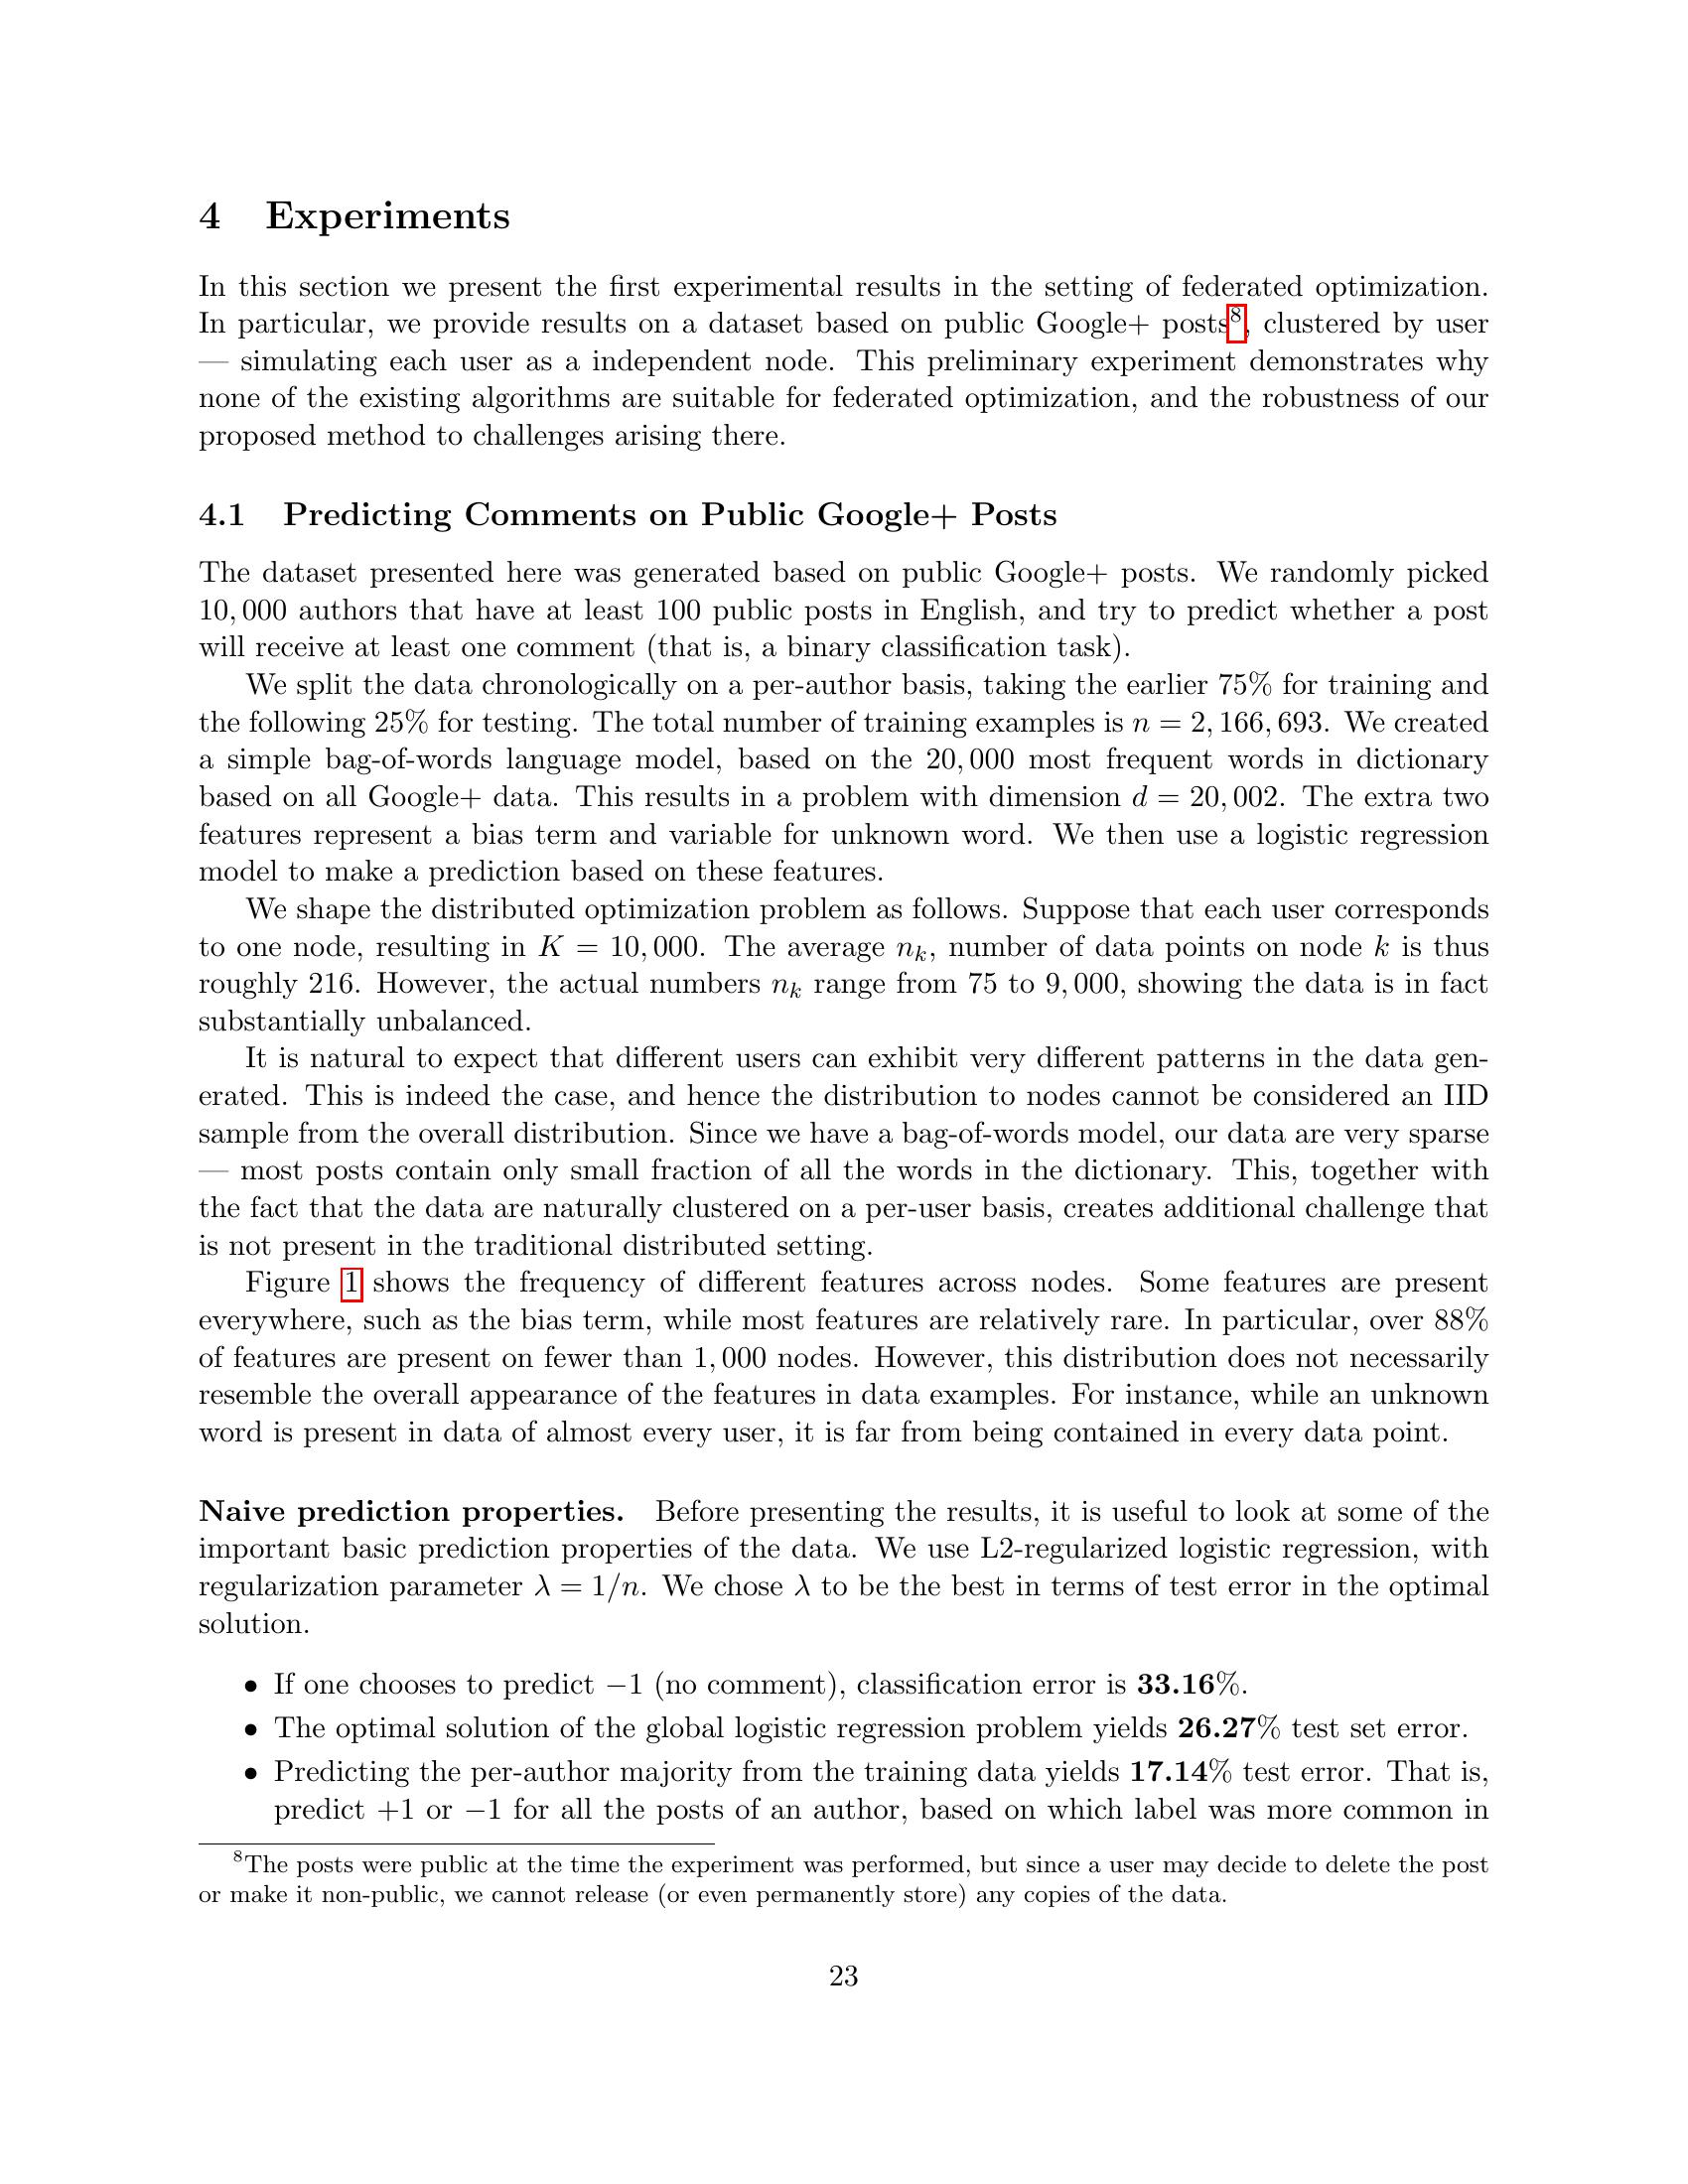 4 Experiments
In this section we present the first experimental results in the setting of federated optimization.
In particular, we provide results on a dataset based on public Google+ posts⁸, clustered by user
— simulating each user as a independent node. This preliminary experiment demonstrates why
none of the existing algorithms are suitable for federated optimization, and the robustness of our
proposed method to challenges arising there.
4.1 Predicting Comments on Public Google+ Posts
The dataset presented here was generated based on public Google+ posts. We randomly picked
10,000 authors that have at least 100 public posts in English, and try to predict whether a post
will receive at least one comment (that is, a binary classification task).
We split the data chronologically on a per-author basis, taking the earlier 75% for training and
the following 25% for testing. The total number of training examples is n = 2,166,693. We created
a simple bag-of-words language model, based on the 20,000 most frequent words in dictionary
based on all Google+ data. This results in a problem with dimension d = 20,002. The extra two
features represent a bias term and variable for unknown word. We then use a logistic regression
model to make a prediction based on these features.
We shape the distributed optimization problem as follows. Suppose that each user corresponds
to one node, resulting in K = 10,000. The average nₖ, number of data points on node k is thus
roughly 216. However, the actual numbers nₖ range from 75 to 9,000, showing the data is in fact
substantially unbalanced.
It is natural to expect that different users can exhibit very different patterns in the data gen-
erated. This is indeed the case, and hence the distribution to nodes cannot be considered an IID
sample from the overall distribution. Since we have a bag-of-words model, our data are very sparse
— most posts contain only small fraction of all the words in the dictionary. This, together with
the fact that the data are naturally clustered on a per-user basis, creates additional challenge that
is not present in the traditional distributed setting.
Figure 1 shows the frequency of different features across nodes. Some features are present
everywhere, such as the bias term, while most features are relatively rare. In particular, over 88%
of features are present on fewer than 1,000 nodes. However, this distribution does not necessarily
resemble the overall appearance of the features in data examples. For instance, while an unknown
word is present in data of almost every user, it is far from being contained in every data point.
Naive prediction properties. Before presenting the results, it is useful to look at some of the
important basic prediction properties of the data. We use L2-regularized logistic regression, with
regularization parameter λ = 1/n. We chose λ to be the best in terms of test error in the optimal
solution.
• If one chooses to predict −1 (no comment), classification error is 33.16%.
• The optimal solution of the global logistic regression problem yields 26.27% test set error.
• Predicting the per-author majority from the training data yields 17.14% test error. That is,
predict +1 or −1 for all the posts of an author, based on which label was more common in
⁸The posts were public at the time the experiment was performed, but since a user may decide to delete the post
or make it non-public, we cannot release (or even permanently store) any copies of the data.
23